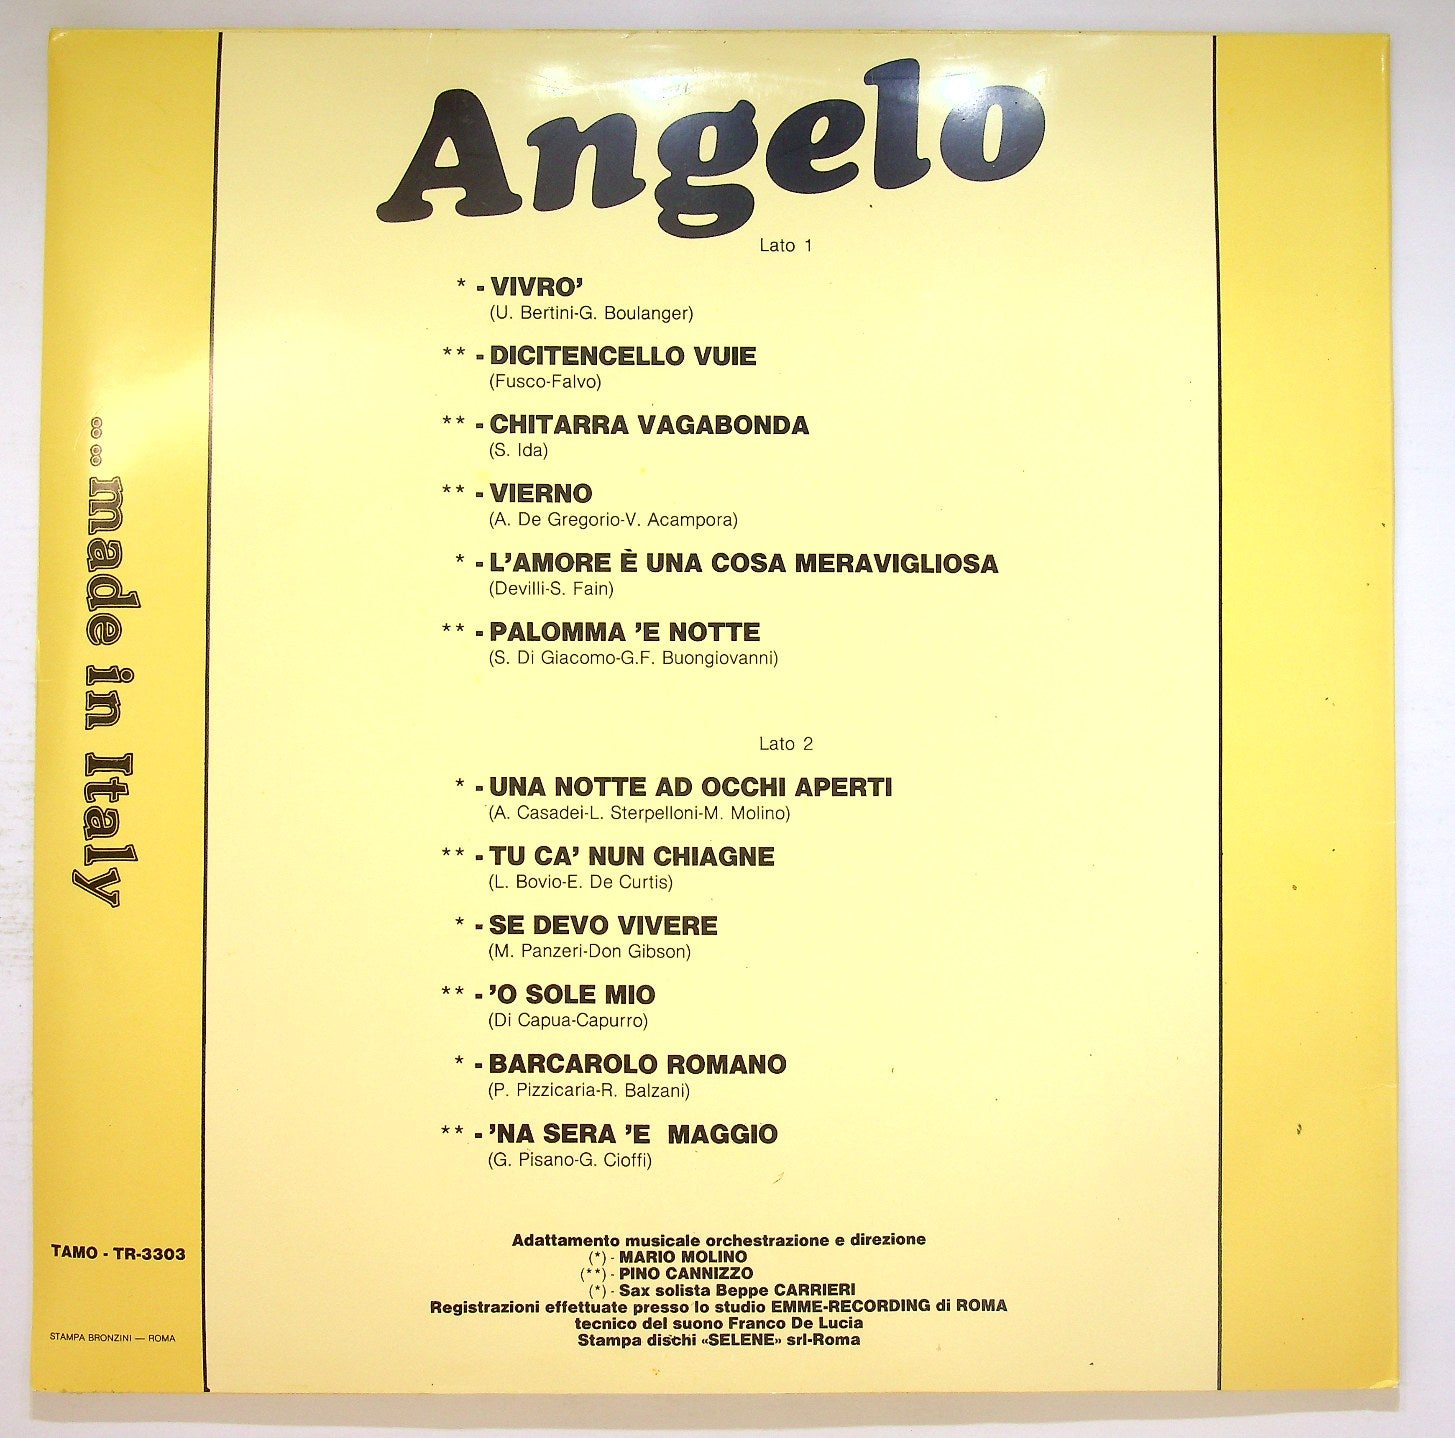 Angelo
Lato 1
* - VIVRO'
(U. Bertini-G. Boulanger)
** - DICITENCELLO VUIE
(Fusco-Falvo)
** - CHITARRA VAGABONDA
(S. Ida)
** - VIERNO
(A. De Gregorio-V. Acampora)
* - L'AMORE È UNA COSA MERAVIGLIOSA
(Devilli-S. Fain)
** - PALOMMA 'E NOTTE
(S. Di Giacomo-G.F. Buongiovanni)
Lato 2
* - UNA NOTTE AD OCCHI APERTI
(A. Casadei-L. Sterpelloni-M. Molino)
** - TU CA' NUN CHIAGNE
(L. Bovio-E. De Curtis)
* - SE DEVO VIVERE
(M. Panzeri-Don Gibson)
** - 'O SOLE MIO
(Di Capua-Capurro)
* - BARCAROLO ROMANO
(P. Pizzicaria-R. Balzani)
** - 'NA SERA 'E MAGGIO
(G. Pisano-G. Cioffi)
Adattamento musicale orchestrazione e direzione
(*) - MARIO MOLINO
(**) - PINO CANNIZZO
(*) - Sax solista Beppe CARRIERI
Registrazioni effettuate presso lo studio EMME-RECORDING di ROMA
tecnico del suono Franco De Lucia
Stampa dischi «SELENE» srl-Roma
... made in Italy
TAMO - TR-3303
STAMPA BRONZINI — ROMA